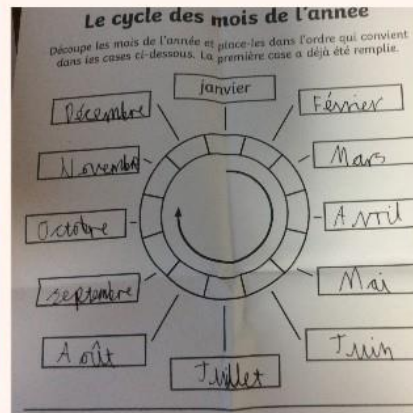 Le cycle des mois de l'année
Découpe les mois de l'année et place-les dans l'ordre qui convient
dans les cases ci-dessous. La première case a déjà été remplie.
janvier
Février
Mars
Avril
Mai
Juin
Juillet
Août
septembre
Octobre
Novembre
Décembre